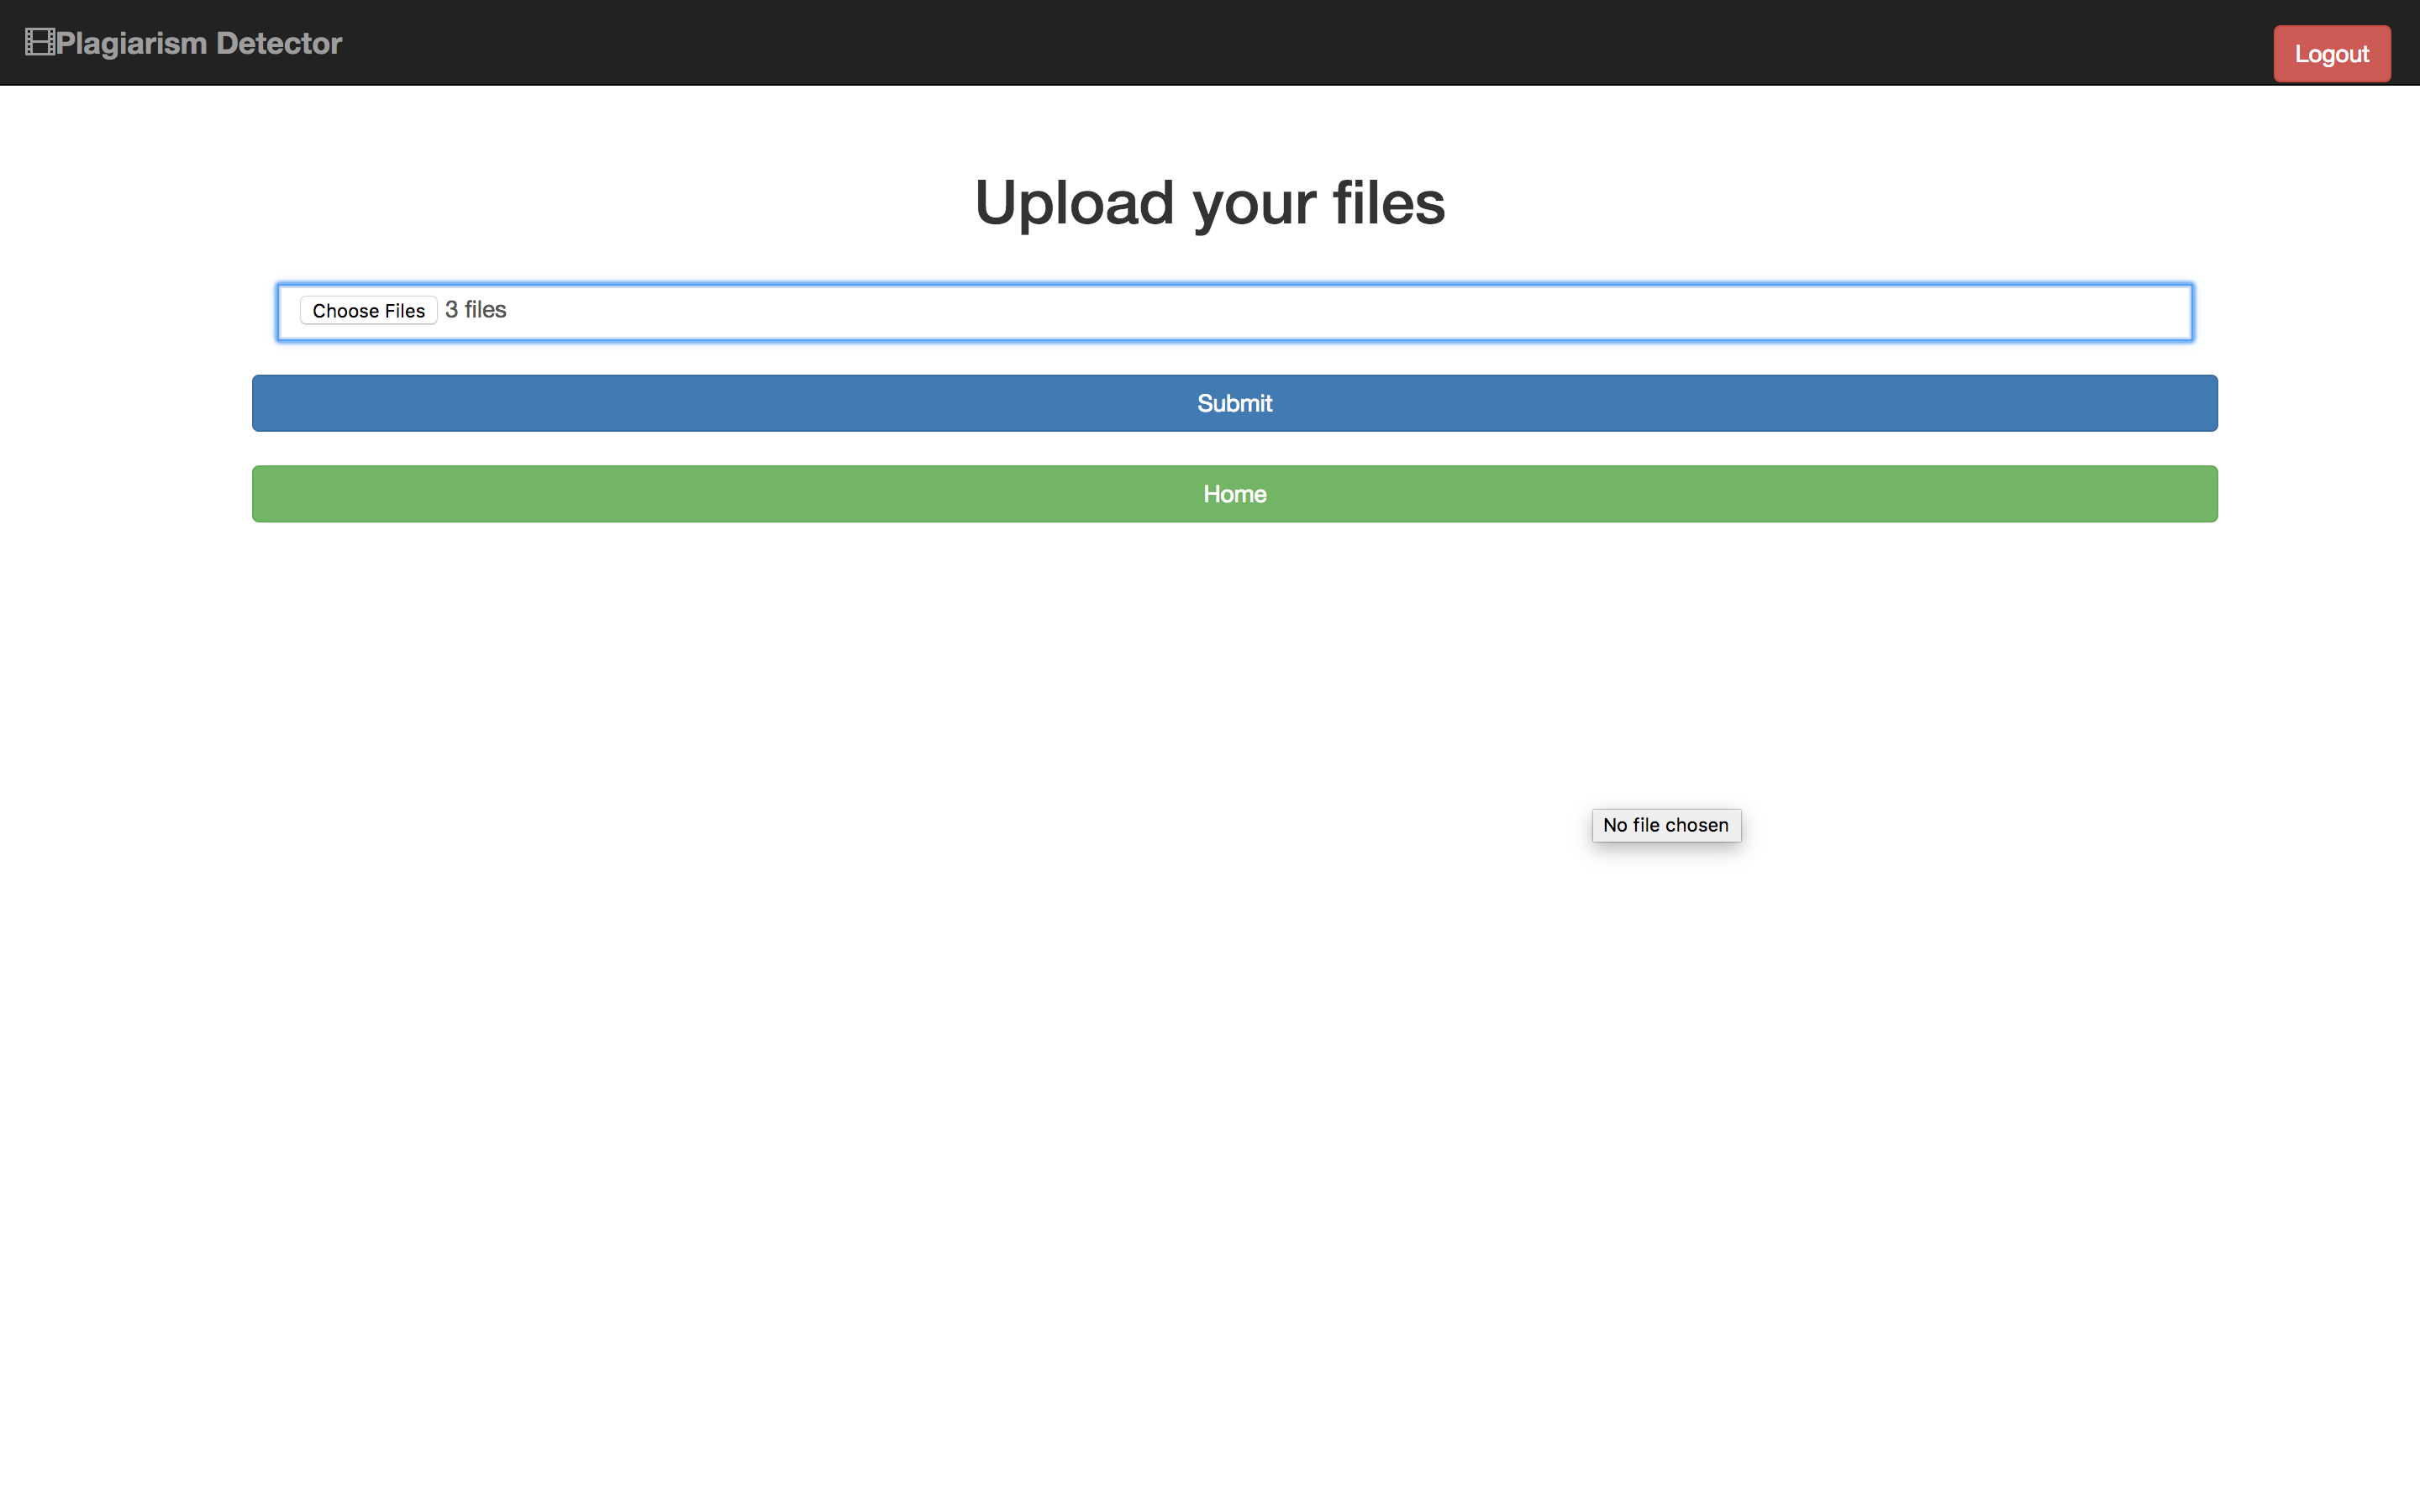 Plagiarism Detector
Logout
Upload your files
Choose Files 3 files
Submit
Home
No file chosen